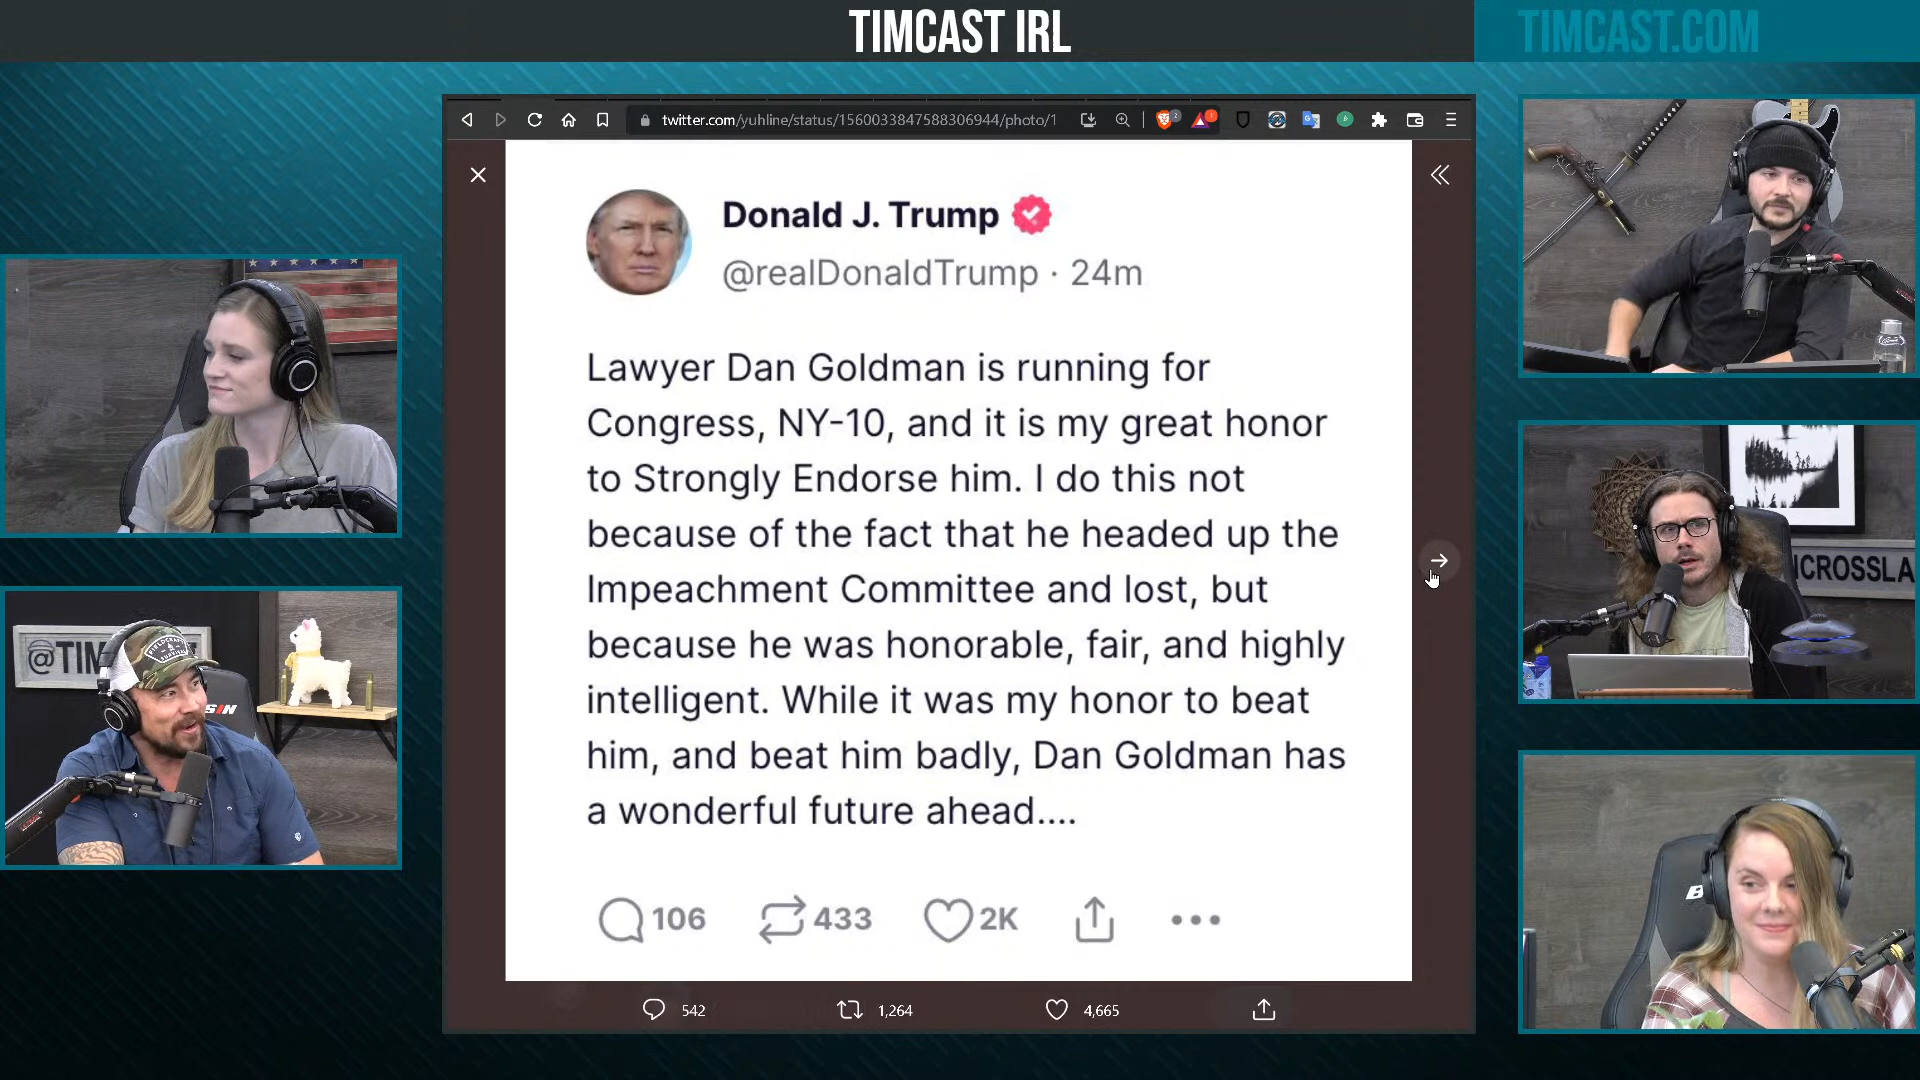 TIMCAST IRL
TIMCAST.COM
twitter.com/yuhline/status/1560033847588306944/photo/1
Donald J. Trump
@realDonaldTrump · 24m
Lawyer Dan Goldman is running for
Congress, NY-10, and it is my great honor
to Strongly Endorse him. I do this not
because of the fact that he headed up the
Impeachment Committee and lost, but
because he was honorable, fair, and highly
intelligent. While it was my honor to beat
him, and beat him badly, Dan Goldman has
a wonderful future ahead....
106 433 2K
542 1,264 4,665
@TIM
FIELDCRAFT
SURVIVAL
NCROSSLA